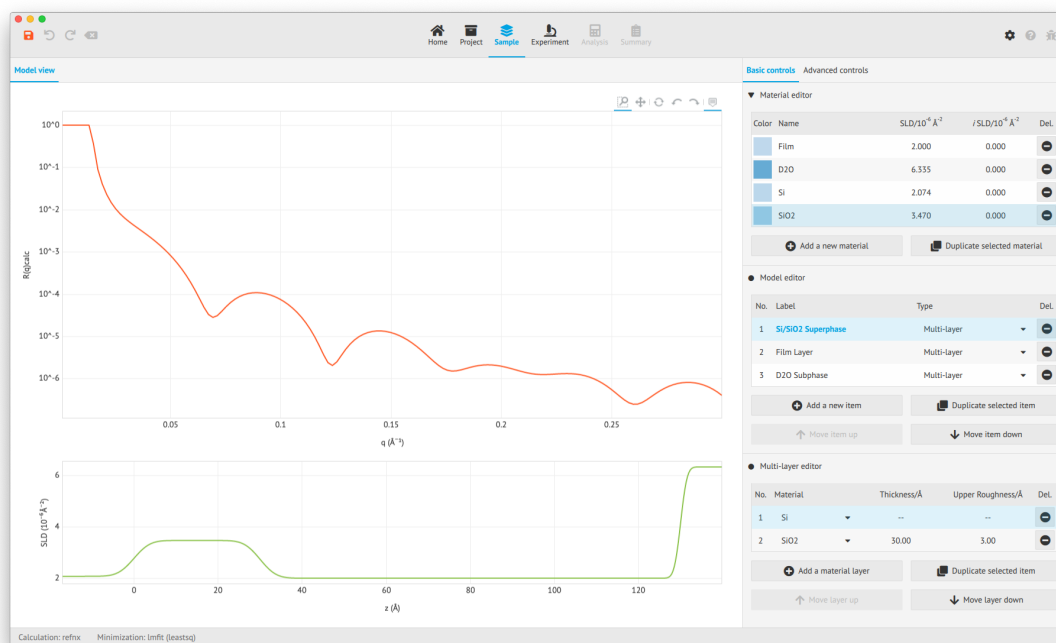 Home Project Sample Experiment Analysis Summary
Model view
10^0
10^-1
10^-2
10^-3
10^-4
10^-5
10^-6
R(q)calc
0.05 0.1 0.15 0.2 0.25
q (Å⁻¹)
6
4
2
SLD (10⁻⁶Å⁻²)
0 20 40 60 80 100 120
z (Å)
Basic controls Advanced controls
Material editor
Color Name SLD/10⁻⁶ Å⁻² i SLD/10⁻⁶ Å⁻² Del.
Film 2.000 0.000
D2O 6.335 0.000
Si 2.074 0.000
SiO2 3.470 0.000
Add a new material Duplicate selected material
Model editor
No. Label Type Del.
1 Si/SiO2 Superphase Multi-layer
2 Film Layer Multi-layer
3 D2O Subphase Multi-layer
Add a new item Duplicate selected item
Move item up Move item down
Multi-layer editor
No. Material Thickness/Å Upper Roughness/Å Del.
1 Si -- --
2 SiO2 30.00 3.00
Add a material layer Duplicate selected item
Move layer up Move layer down
Calculation: refnx Minimization: lmfit (leastsq)